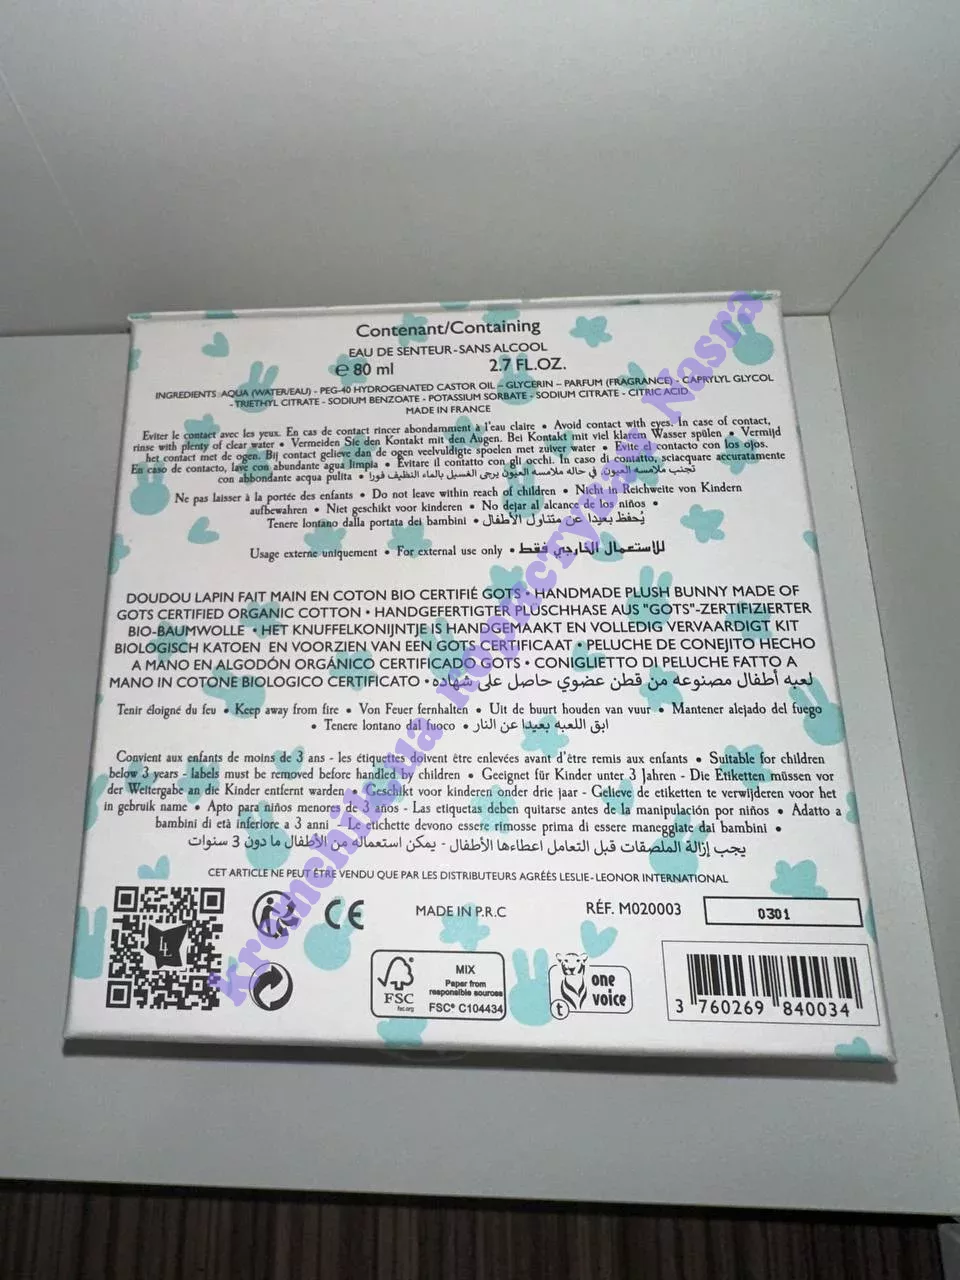 Contenant/Containing
EAU DE SENTEUR-SANS ALCOOL
℮ 80 ml 2.7 FL.OZ.
INGREDIENTS : AQUA (WATER/EAU) - PEG-40 HYDROGENATED CASTOR OIL – GLYCERIN – PARFUM (FRAGRANCE) - CAPRYLYL GLYCOL
- TRIETHYL CITRATE - SODIUM BENZOATE - POTASSIUM SORBATE - SODIUM CITRATE - CITRIC ACID
MADE IN FRANCE
Eviter le contact avec les yeux. En cas de contact rincer abondamment à l'eau claire • Avoid contact with eyes. In case of contact,
rinse with plenty of clear water • Vermeiden Sie den Kontakt mit den Augen. Bei Kontakt mit viel klarem Wasser spülen • Vermijd
het contact met de ogen. Bij contact gelieve dan de ogen veelvuldigte spoelen met zuiver water • Evite el contacto con los ojos.
En caso de contacto, lave con abundante agua limpia • Evitare il contatto con gli occhi. In caso di contatto, sciacquare accuratamente
con abbondante acqua pulita • تجنب ملامسه العيون. في حاله ملامسه العيون يرجى الغسيل بالماء النظيف فورا
Ne pas laisser à la portée des enfants • Do not leave within reach of children • Nicht in Reichweite von Kindern
aufbewahren • Niet geschikt voor kinderen • No dejar al alcance de los niños •
Tenere lontano dalla portata dei bambini • يُحفظ بعيدا عن متناول الأطفال
Usage externe uniquement • For external use only • للاستعمال الخارجي فقط
DOUDOU LAPIN FAIT MAIN EN COTON BIO CERTIFIÉ GOTS • HANDMADE PLUSH BUNNY MADE OF
GOTS CERTIFIED ORGANIC COTTON • HANDGEFERTIGTER PLÜSCHHASE AUS "GOTS"-ZERTIFIZIERTER
BIO-BAUMWOLLE • HET KNUFFELKONIJNTJE IS HANDGEMAAKT EN VOLLEDIG VERVAARDIGT KIT
BIOLOGISCH KATOEN EN VOORZIEN VAN EEN GOTS CERTIFICAAT • PELUCHE DE CONEJITO HECHO
A MANO EN ALGODÓN ORGÁNICO CERTIFICADO GOTS • CONIGLIETTO DI PELUCHE FATTO A
MANO IN COTONE BIOLOGICO CERTIFICATO • لعبه أطفال مصنوعه من قطن عضوي حاصل على شهاده
Tenir éloigné du feu • Keep away from fire • Von Feuer fernhalten • Uit de buurt houden van vuur • Mantener alejado del fuego
• Tenere lontano dal fuoco • ابق اللعبه بعيدا عن النار
Convient aux enfants de moins de 3 ans - les étiquettes doivent être enlevées avant d'être remis aux enfants • Suitable for children
below 3 years - labels must be removed before handled by children • Geeignet für Kinder unter 3 Jahren - Die Etiketten müssen vor
der Weitergabe an die Kinder entfernt warden • Geschikt voor kinderen onder drie jaar - Gelieve de etiketten te verwijderen voor het
in gebruik name • Apto para niños menores de 3 años - Las etiquetas deben quitarse antes de la manipulación por niños • Adatto a
bambini di età inferiore a 3 anni - Le etichette devono essere rimosse prima di essere maneggiate dai bambini •
يجب إزالة الملصقات قبل التعامل اعطاءها الأطفال - يمكن استعماله من الأطفال ما دون 3 سنوات
CET ARTICLE NE PEUT ÊTRE VENDU QUE PAR LES DISTRIBUTEURS AGRÉÉS LESLIE-LEONOR INTERNATIONAL
CE
MADE IN P.R.C
RÉF. M020003
0301
FSC
fsc.org
MIX
Paper from
responsible sources
FSC® C104434
one
voice
t
3 760269 840034